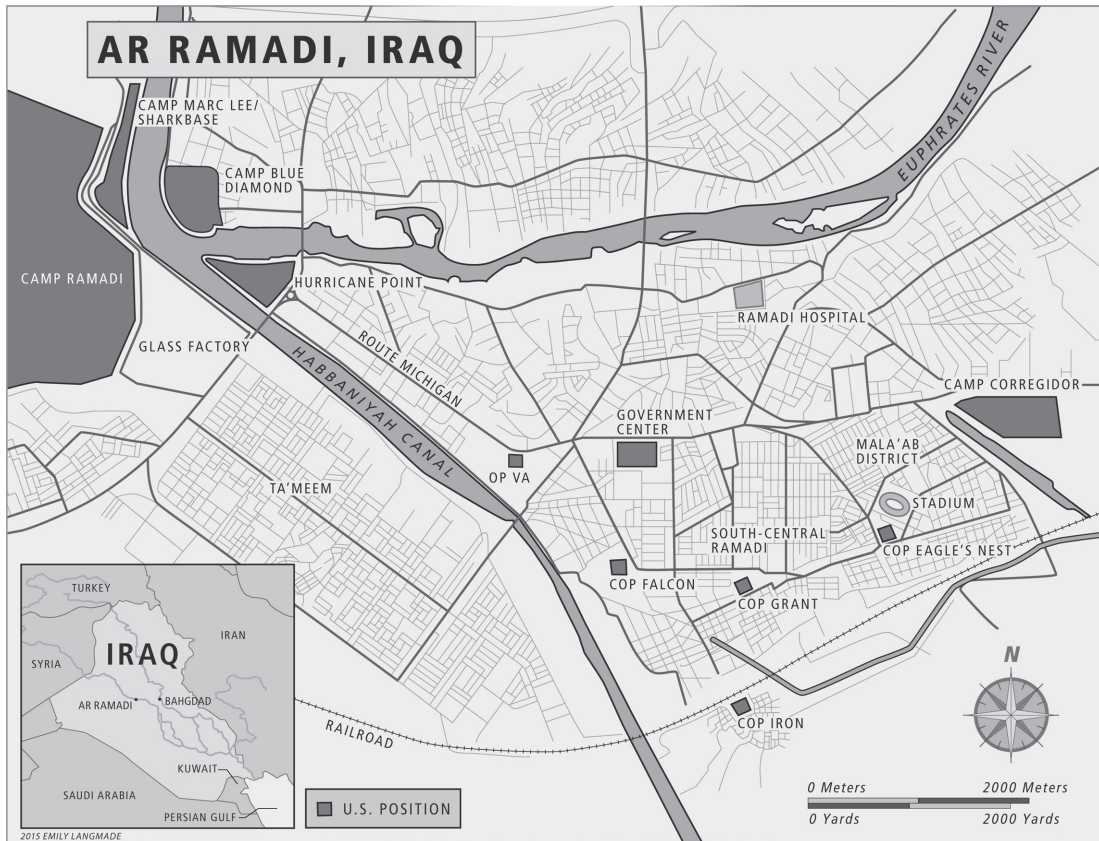 AR RAMADI, IRAQ
CAMP MARC LEE/
SHARKBASE
CAMP BLUE
DIAMOND
EUPHRATES RIVER
CAMP RAMADI
HURRICANE POINT
RAMADI HOSPITAL
GLASS FACTORY
ROUTE MICHIGAN
HABBANIYAH CANAL
CAMP CORREGIDOR
GOVERNMENT
CENTER
MALA'AB
DISTRICT
OP VA
TA'MEEM
STADIUM
SOUTH-CENTRAL
RAMADI
COP EAGLE'S NEST
COP FALCON
COP GRANT
COP IRON
RAILROAD
TURKEY
IRAN
IRAQ
SYRIA
AR RAMADI
BAHGDAD
KUWAIT
SAUDI ARABIA
PERSIAN GULF
2015 EMILY LANGMADE
U.S. POSITION
N
0 Meters 2000 Meters
0 Yards 2000 Yards